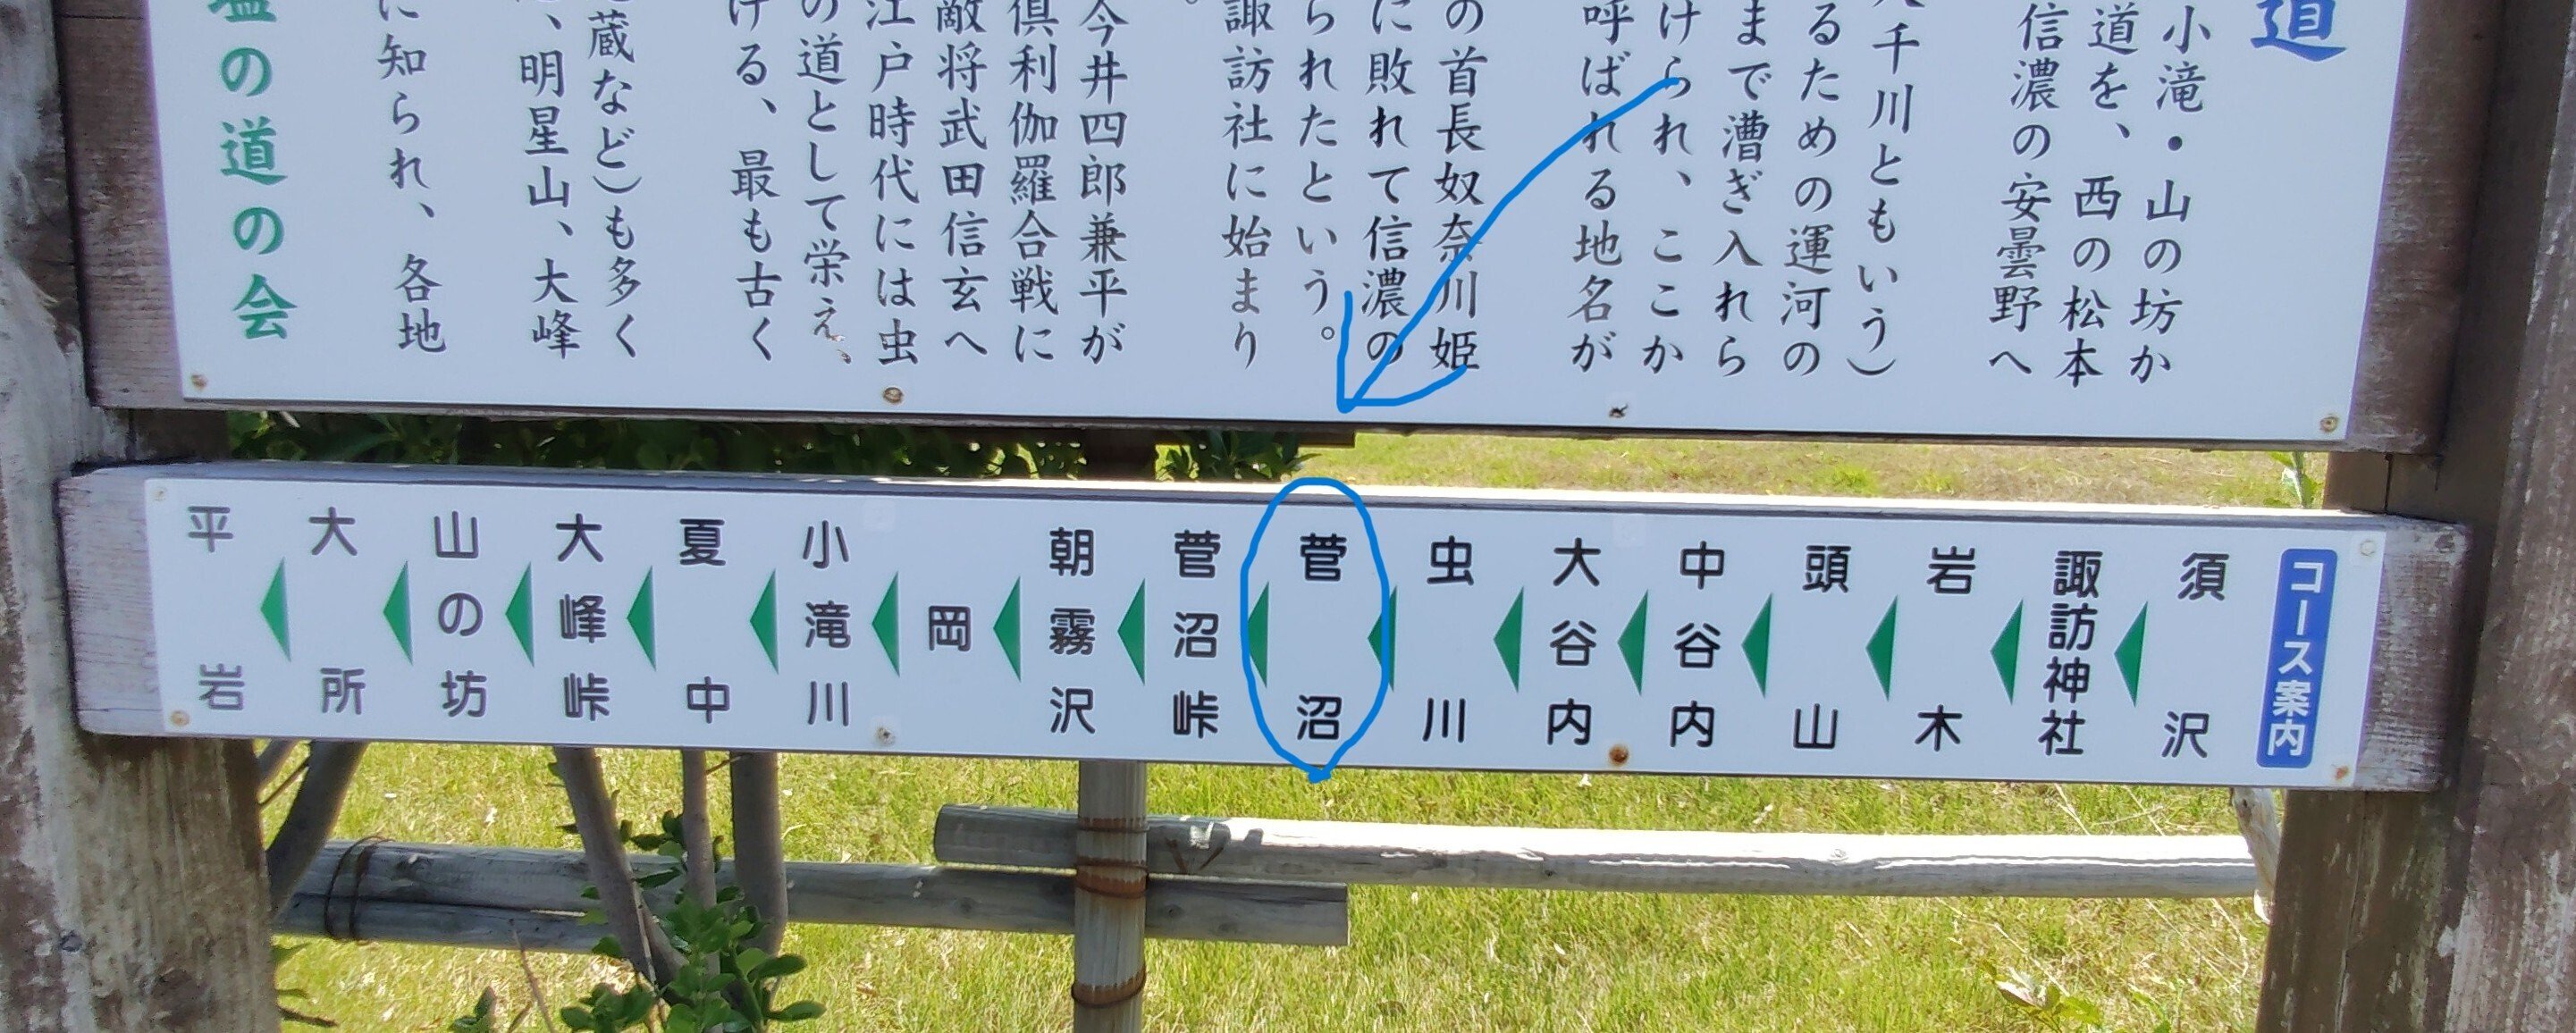 道
小滝・山の坊か
道を、西の松本
信濃の安曇野へ
千川ともいう)
るための運河の
まで漕ぎ入れら
けられ、ここか
呼ばれる地名が
の首長奴奈川姫
に敗れて信濃の
られたという。
諏訪社に始まり
。
今井四郎兼平が
倶利伽羅合戦に
敵将武田信玄へ
江戸時代には虫
の道として栄え、
ける、最も古く
蔵など)も多く
、明星山、大峰
に知られ、各地
塩の道の会
コース案内
須沢
諏訪神社
岩木
頭山
中谷内
大谷内
虫川
菅沼
菅沼峠
朝霧沢
岡
小滝川
夏中
大峰峠
山の坊
大所
平岩